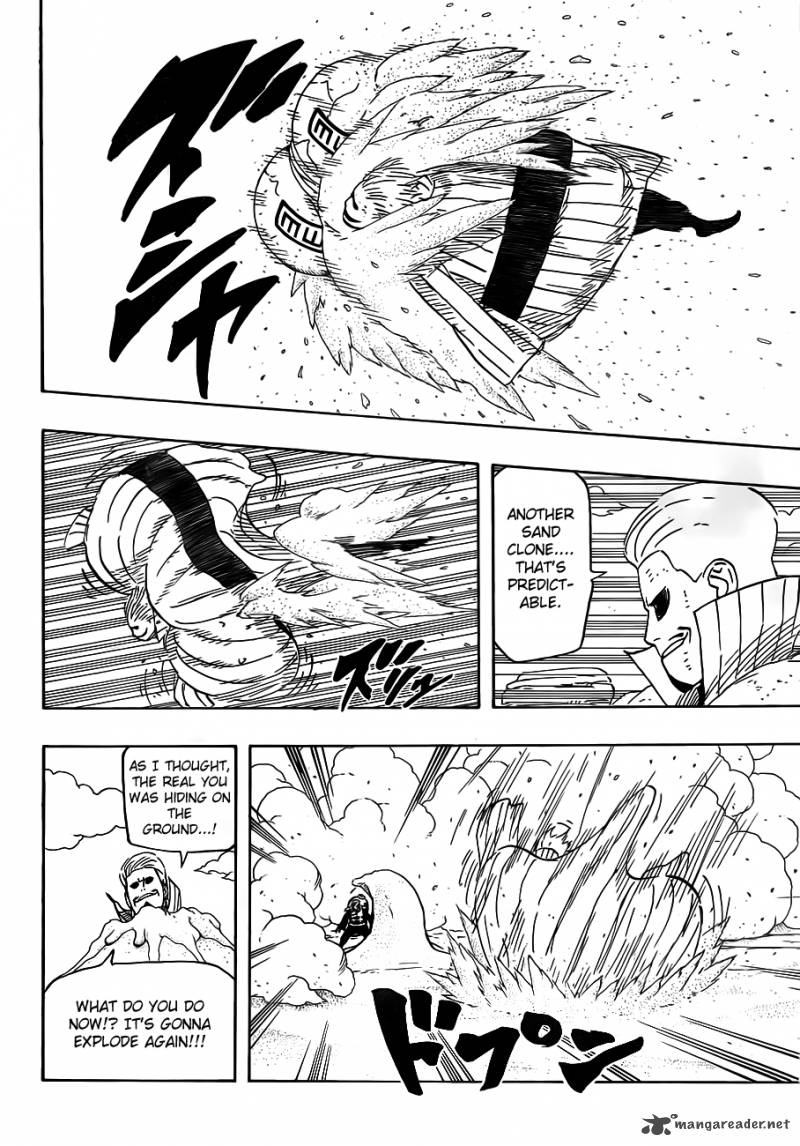 ズシャ
ANOTHER
SAND
CLONE....
THAT'S
PREDICT-
ABLE.
ズリュ
AS I THOUGHT,
THE REAL YOU
WAS HIDING ON
THE
GROUND...!
WHAT DO YOU DO
NOW!? IT'S GONNA
EXPLODE AGAIN!!!
ドプン
mangareader.net